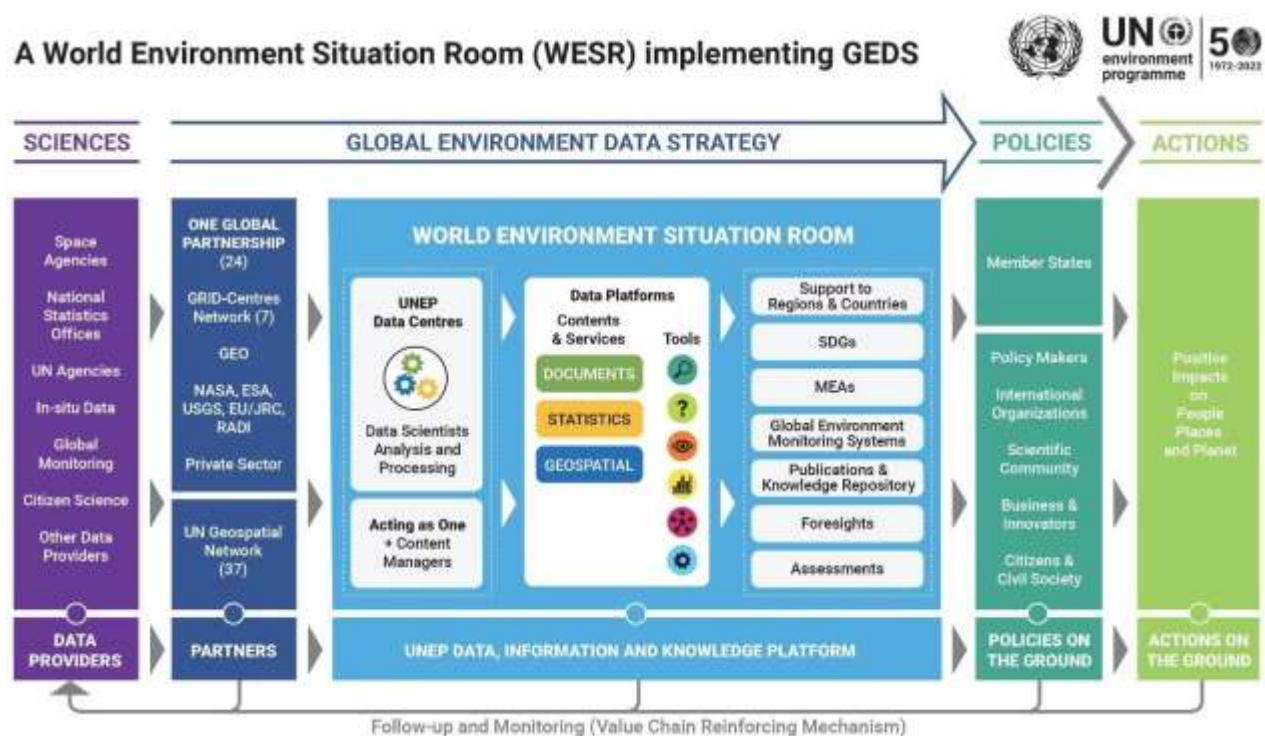 A World Environment Situation Room (WESR) implementing GEDS
UN
environment
programme
50
1972-2022
SCIENCES
GLOBAL ENVIRONMENT DATA STRATEGY
POLICIES
ACTIONS
Space
Agencies
National
Statistics
Offices
UN Agencies
In-situ Data
Global
Monitoring
Citizen Science
Other Data
Providers
ONE GLOBAL
PARTNERSHIP
(24)
GRID-Centres
Network (7)
GEO
NASA, ESA,
USGS, EU/JRC,
RADI
Private Sector
UN Geospatial
Network
(37)
WORLD ENVIRONMENT SITUATION ROOM
UNEP
Data Centres
Data Scientists
Analysis and
Processing
Acting as One
+ Content
Managers
Data Platforms
Contents
& Services
Tools
DOCUMENTS
STATISTICS
GEOSPATIAL
?
Support to
Regions & Countries
SDGs
MEAs
Global Environment
Monitoring Systems
Publications &
Knowledge Repository
Foresights
Assessments
Member States
Policy Makers
International
Organizations
Scientific
Community
Business &
Innovators
Citizens &
Civil Society
Positive
Impacts
on
People
Places
and Planet
DATA
PROVIDERS
PARTNERS
UNEP DATA, INFORMATION AND KNOWLEDGE PLATFORM
POLICIES ON
THE GROUND
ACTIONS ON
THE GROUND
Follow-up and Monitoring (Value Chain Reinforcing Mechanism)